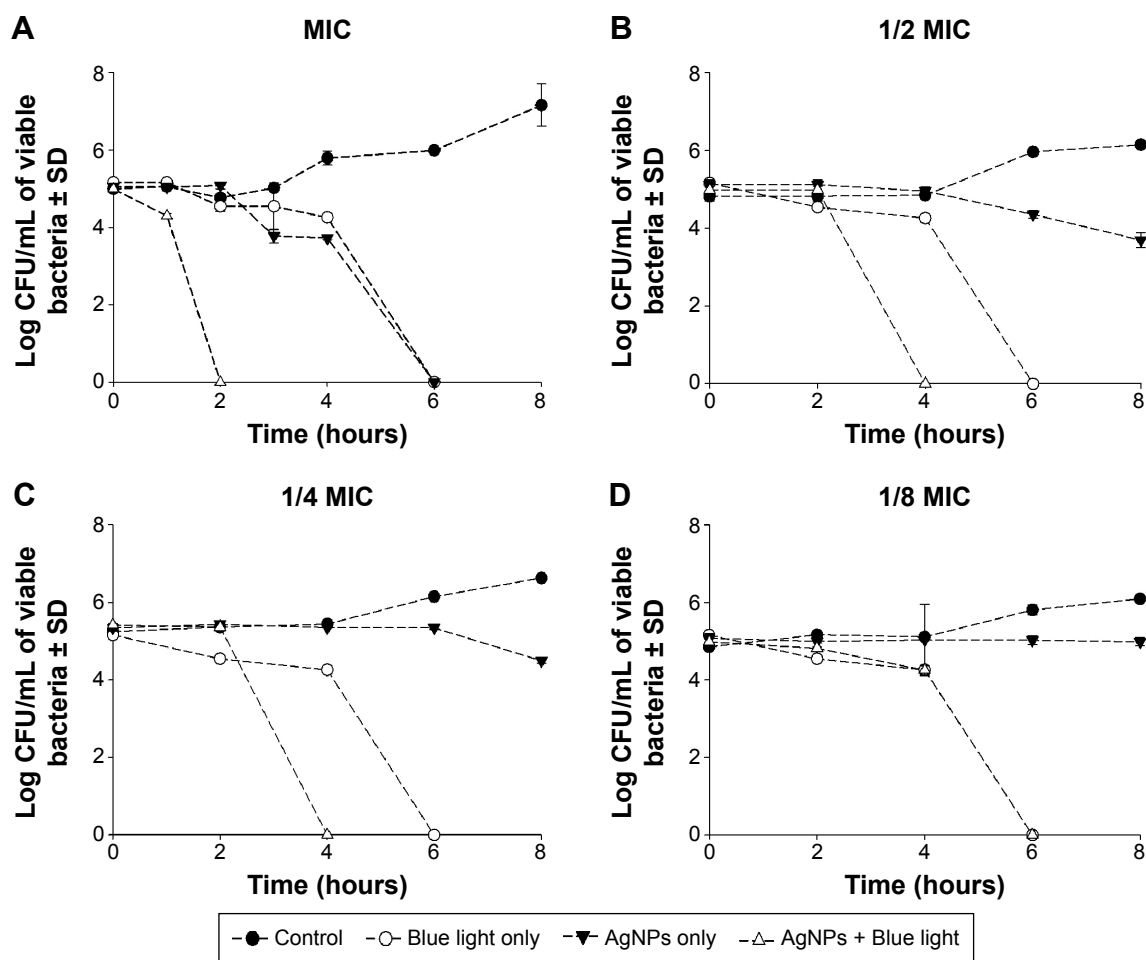 A
MIC
Log CFU/mL of viable
bacteria ± SD
8
6
4
2
0
0 2 4 6 8
Time (hours)
B
1/2 MIC
Log CFU/mL of viable
bacteria ± SD
8
6
4
2
0
0 2 4 6 8
Time (hours)
C
1/4 MIC
Log CFU/mL of viable
bacteria ± SD
8
6
4
2
0
0 2 4 6 8
Time (hours)
D
1/8 MIC
Log CFU/mL of viable
bacteria ± SD
8
6
4
2
0
0 2 4 6 8
Time (hours)
Control Blue light only AgNPs only AgNPs + Blue light